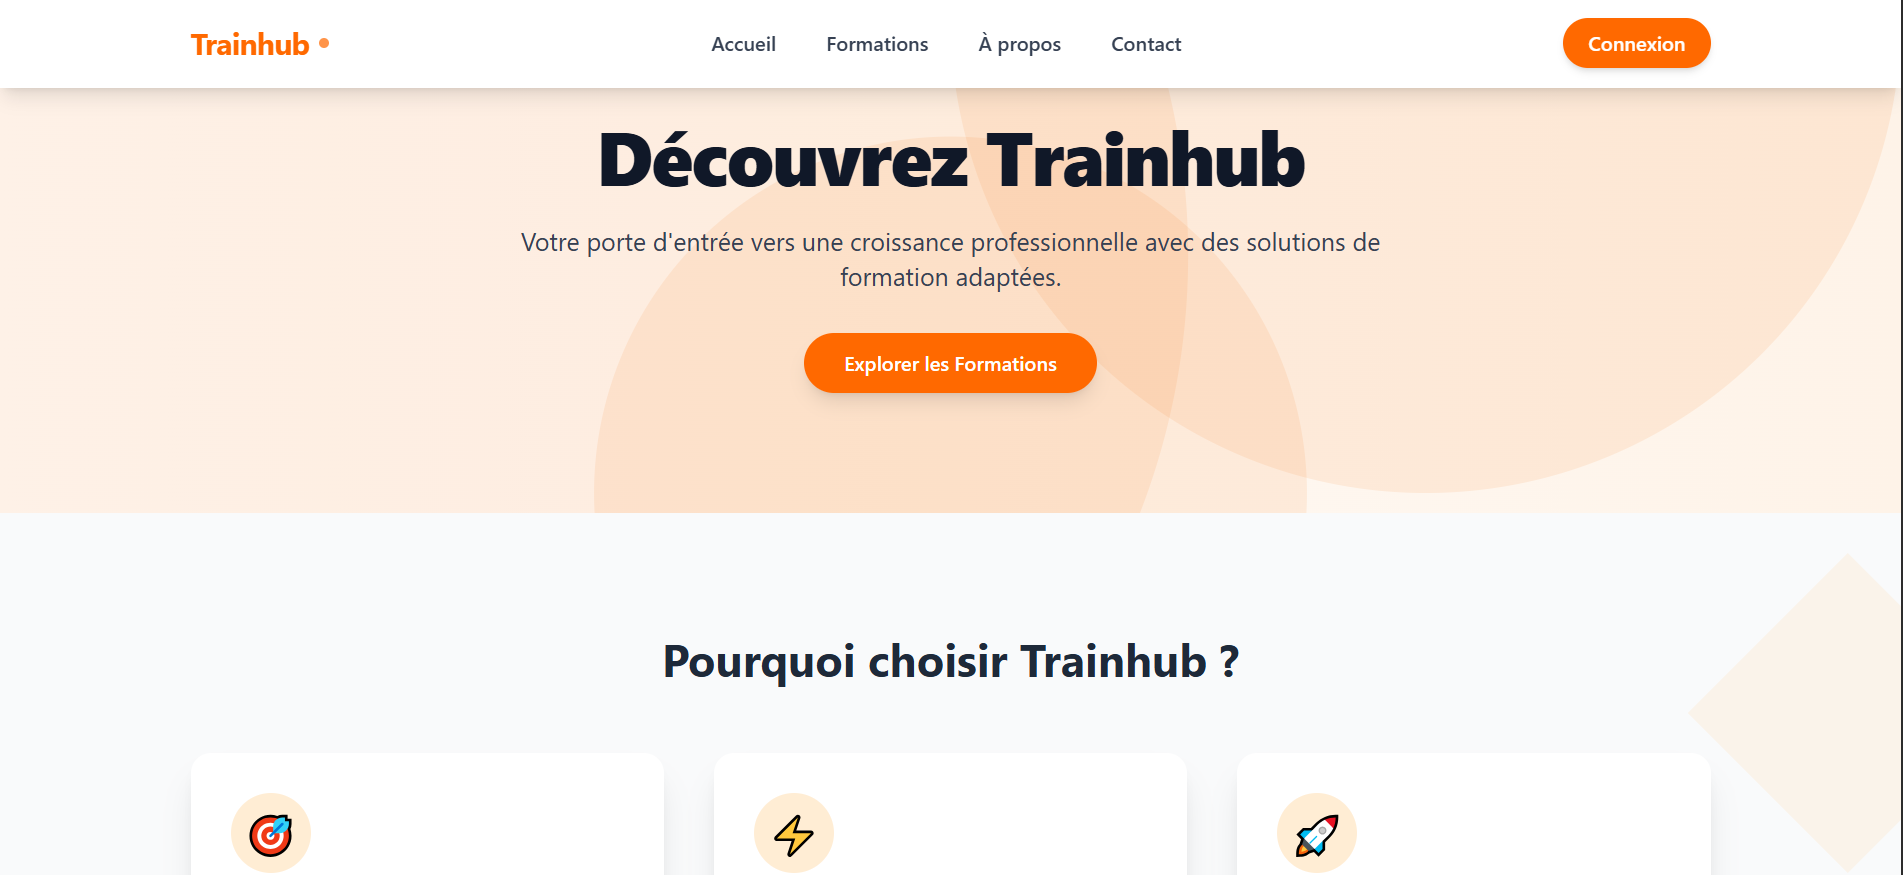 Trainhub
Accueil
Formations
À propos
Contact
Connexion
Découvrez Trainhub
Votre porte d'entrée vers une croissance professionnelle avec des solutions de
formation adaptées.
Explorer les Formations
Pourquoi choisir Trainhub ?